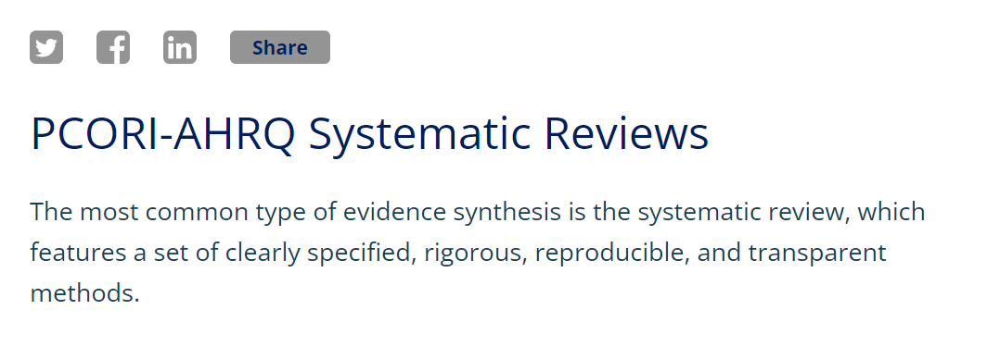 Share
PCORI-AHRQ Systematic Reviews
The most common type of evidence synthesis is the systematic review, which
features a set of clearly specified, rigorous, reproducible, and transparent
methods.